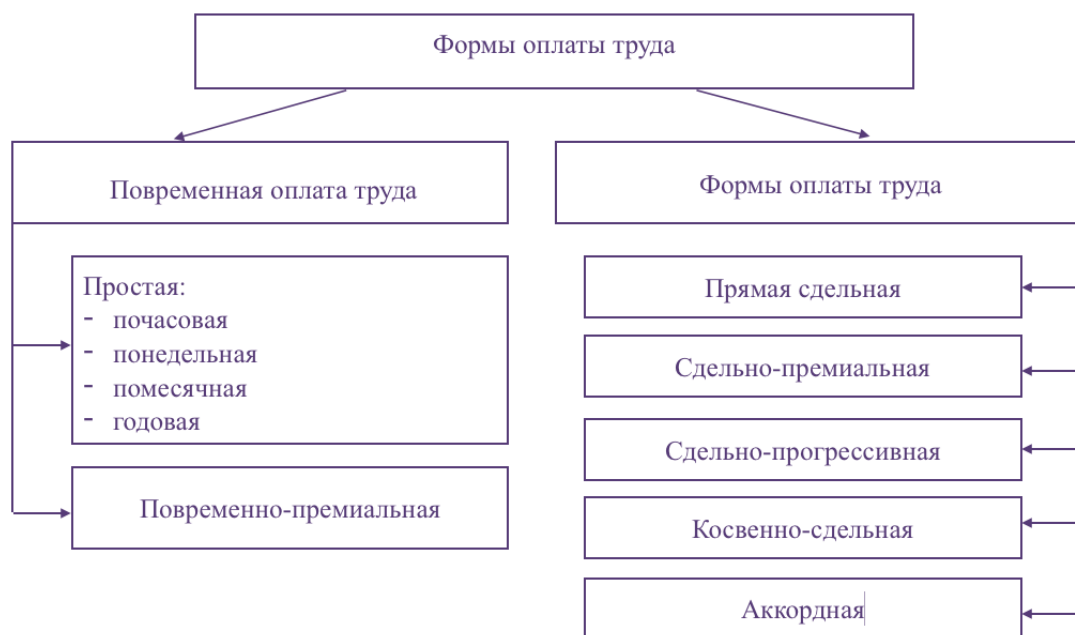 Формы оплаты труда
Повременная оплата труда
Формы оплаты труда
Простая:
- почасовая
- понедельная
- помесячная
- годовая
Повременно-премиальная
Прямая сдельная
Сдельно-премиальная
Сдельно-прогрессивная
Косвенно-сдельная
Аккордная